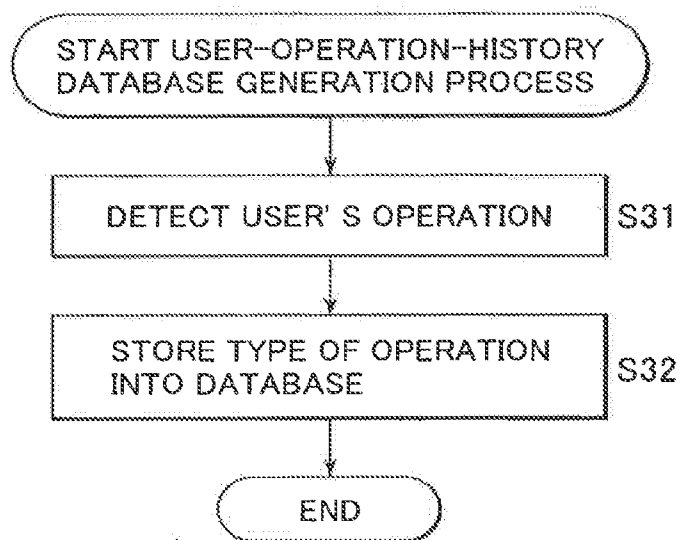 START USER-OPERATION-HISTORY
DATABASE GENERATION PROCESS
DETECT USER' S OPERATION
S31
STORE TYPE OF OPERATION
INTO DATABASE
S32
END